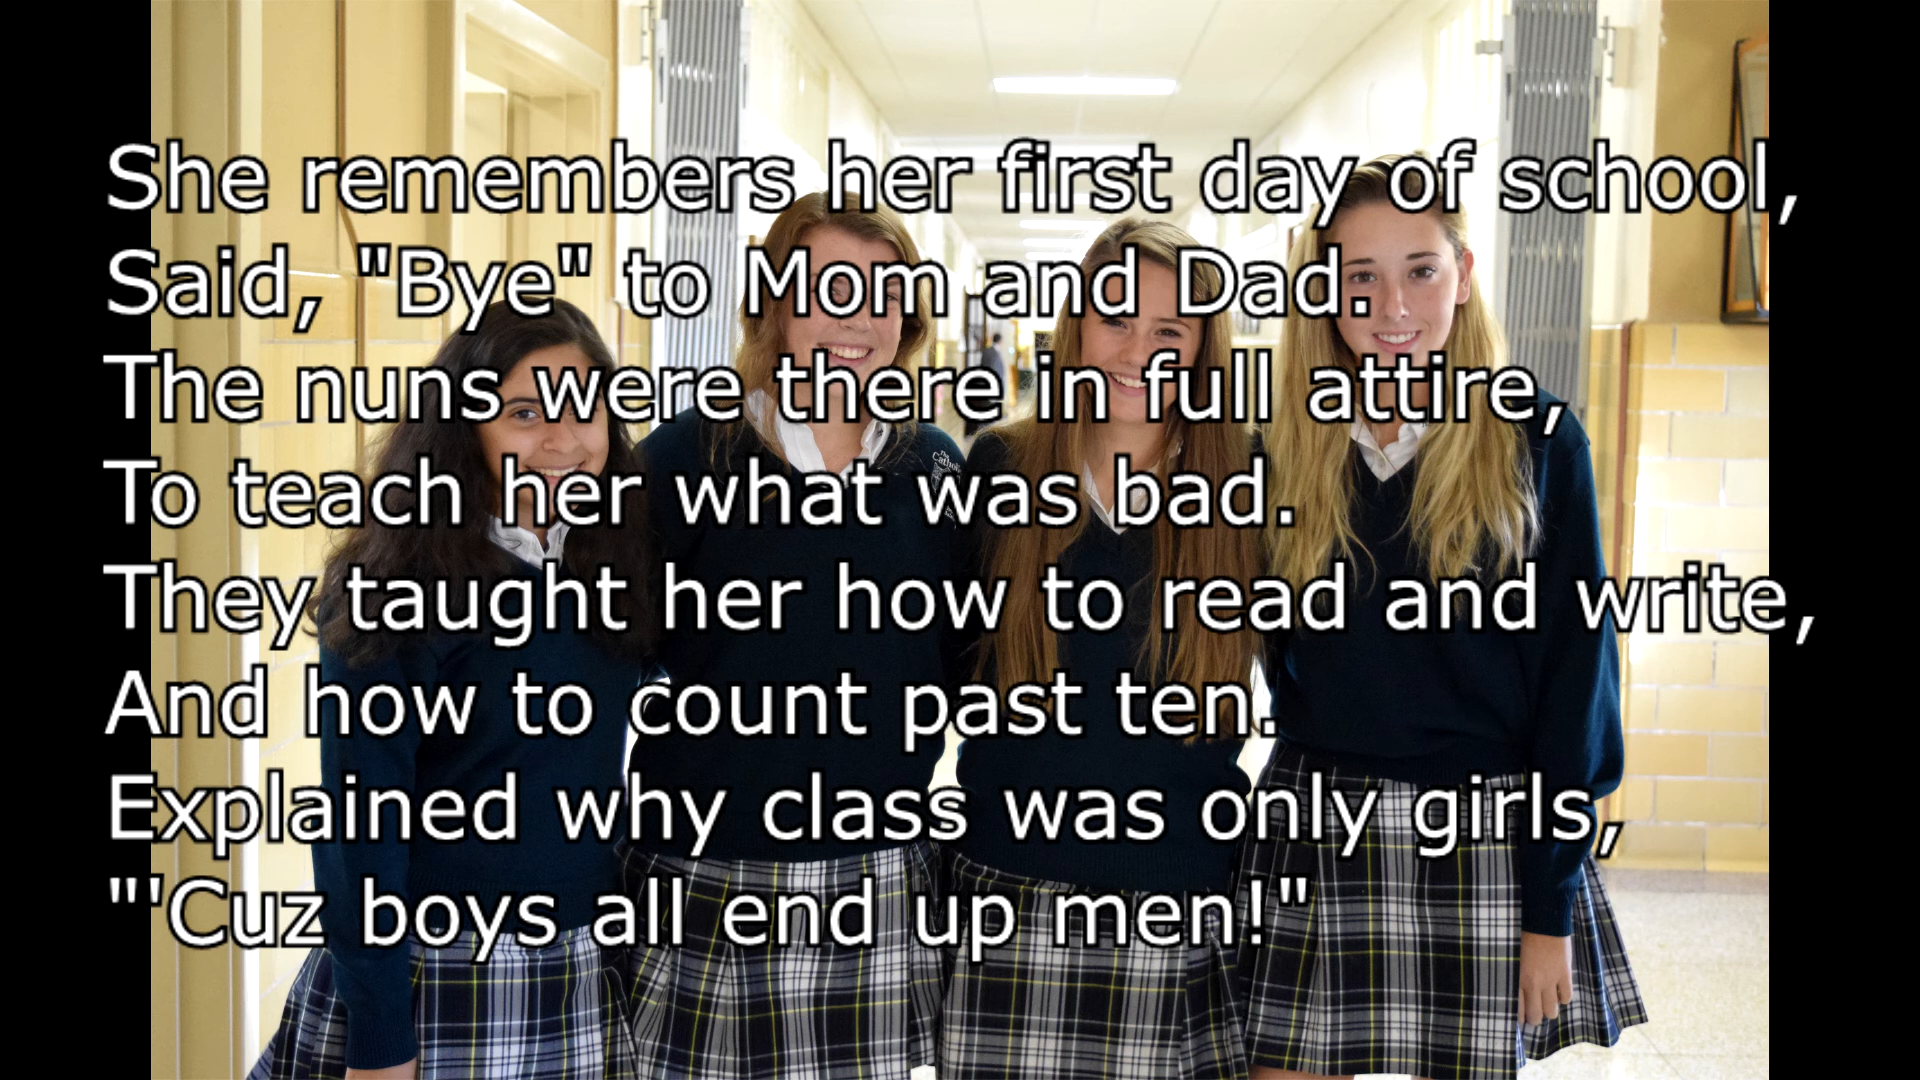 She remembers her first day of school,
Said, "Bye" to Mom and Dad.
The nuns were there in full attire,
To teach her what was bad.
They taught her how to read and write,
And how to count past ten.
Explained why class was only girls,
"'Cuz boys all end up men!"